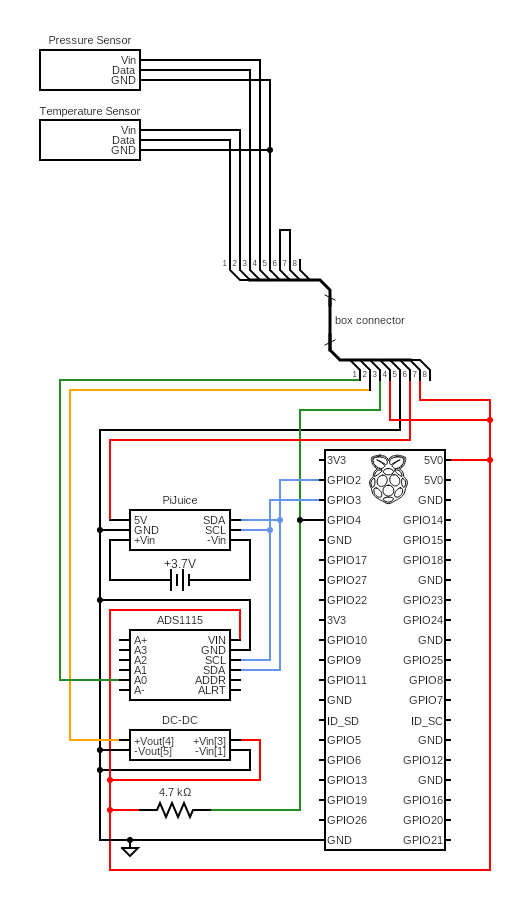 Pressure Sensor
Vin
Data
GND
Temperature Sensor
Vin
Data
GND
1 2 3 4 5 6 7 8
box connector
1 2 3 4 5 6 7 8
3V3 5V0
GPIO2 5V0
GPIO3 GND
GPIO4 GPIO14
GND GPIO15
GPIO17 GPIO18
GPIO27 GND
GPIO22 GPIO23
3V3 GPIO24
GPIO10 GND
GPIO9 GPIO25
GPIO11 GPIO8
GND GPIO7
ID_SD ID_SC
GPIO5 GND
GPIO6 GPIO12
GPIO13 GND
GPIO19 GPIO16
GPIO26 GPIO20
GND GPIO21
PiJuice
5V SDA
GND SCL
+Vin -Vin
+3.7V
ADS1115
A+ VIN
A3 GND
A2 SCL
A1 SDA
A0 ADDR
A- ALRT
DC-DC
+Vout[4] +Vin[3]
-Vout[5] -Vin[1]
4.7 kΩ